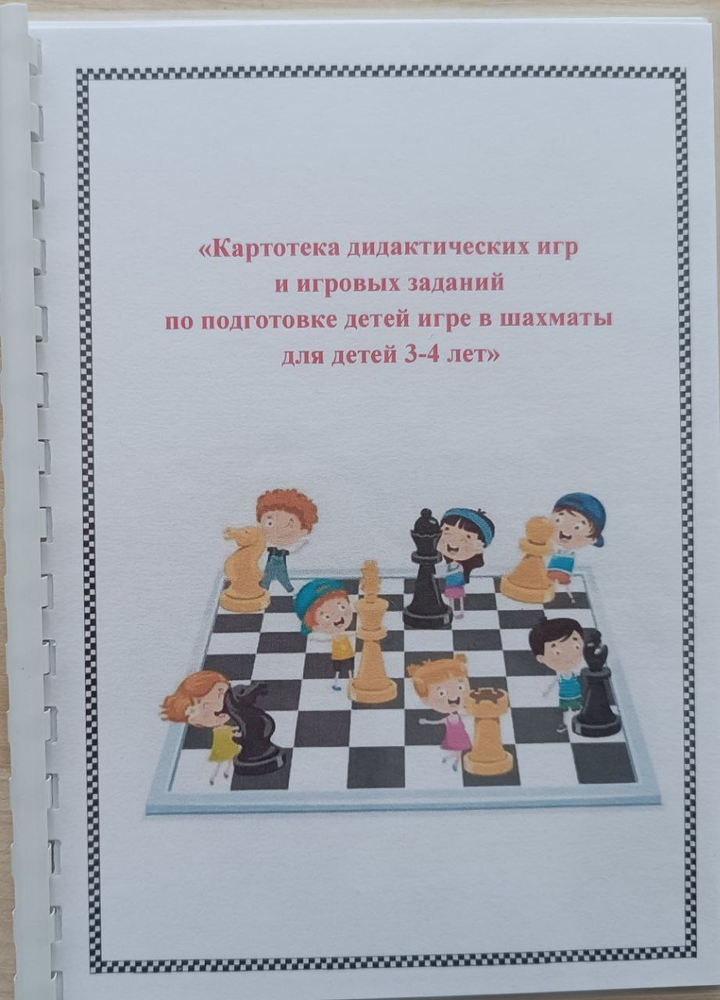 «Картотека дидактических игр
и игровых заданий
по подготовке детей игре в шахматы
для детей 3-4 лет»